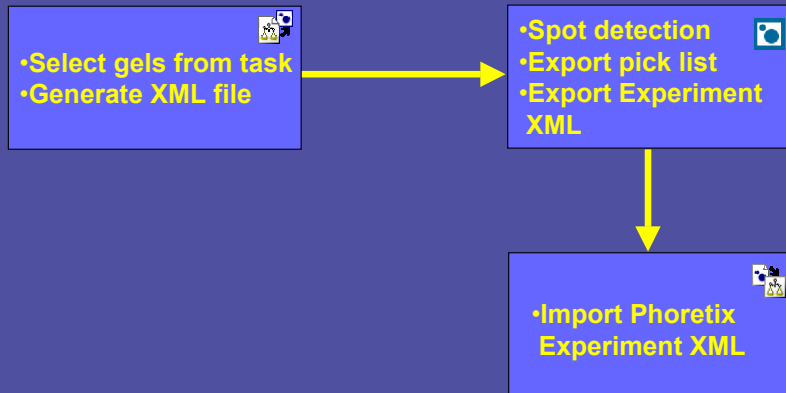 •Select gels from task
•Generate XML file
•Spot detection
•Export pick list
•Export Experiment
XML
•Import Phoretix
Experiment XML